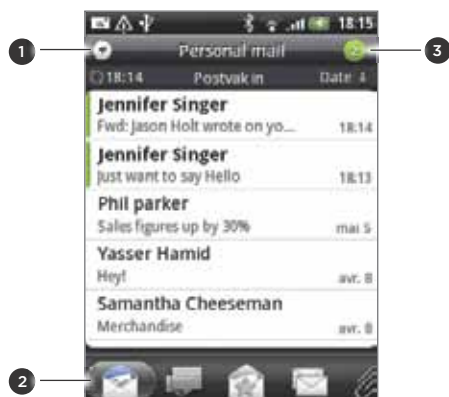 18:15
1
Personal mail
2
3
18:14 Postvak in Date ↓
Jennifer Singer
Fwd: Jason Holt wrote on yo... 18:14
Jennifer Singer
Just want to say Hello 18:13
Phil parker
Sales figures up by 30% mai 5
Yasser Hamid
Hey! avr. 8
Samantha Cheeseman
Merchandise avr. 8
2